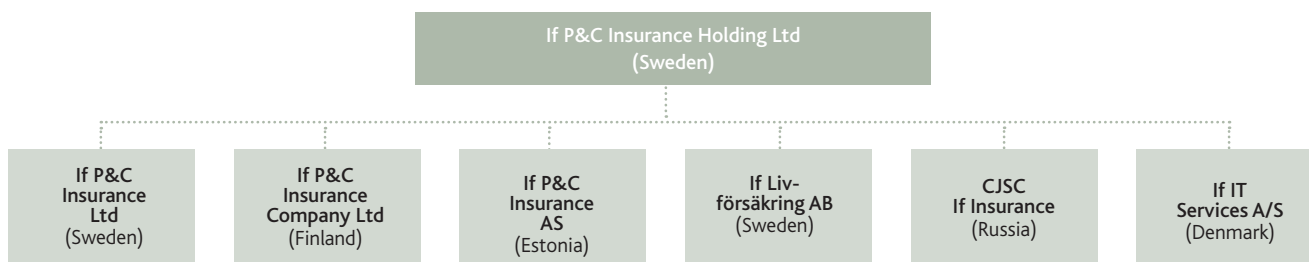 If P&C Insurance Holding Ltd
(Sweden)
If P&C
Insurance
Ltd
(Sweden)
If P&C
Insurance
Company Ltd
(Finland)
If P&C
Insurance
AS
(Estonia)
If Liv-
försäkring AB
(Sweden)
CJSC
If Insurance
(Russia)
If IT
Services A/S
(Denmark)